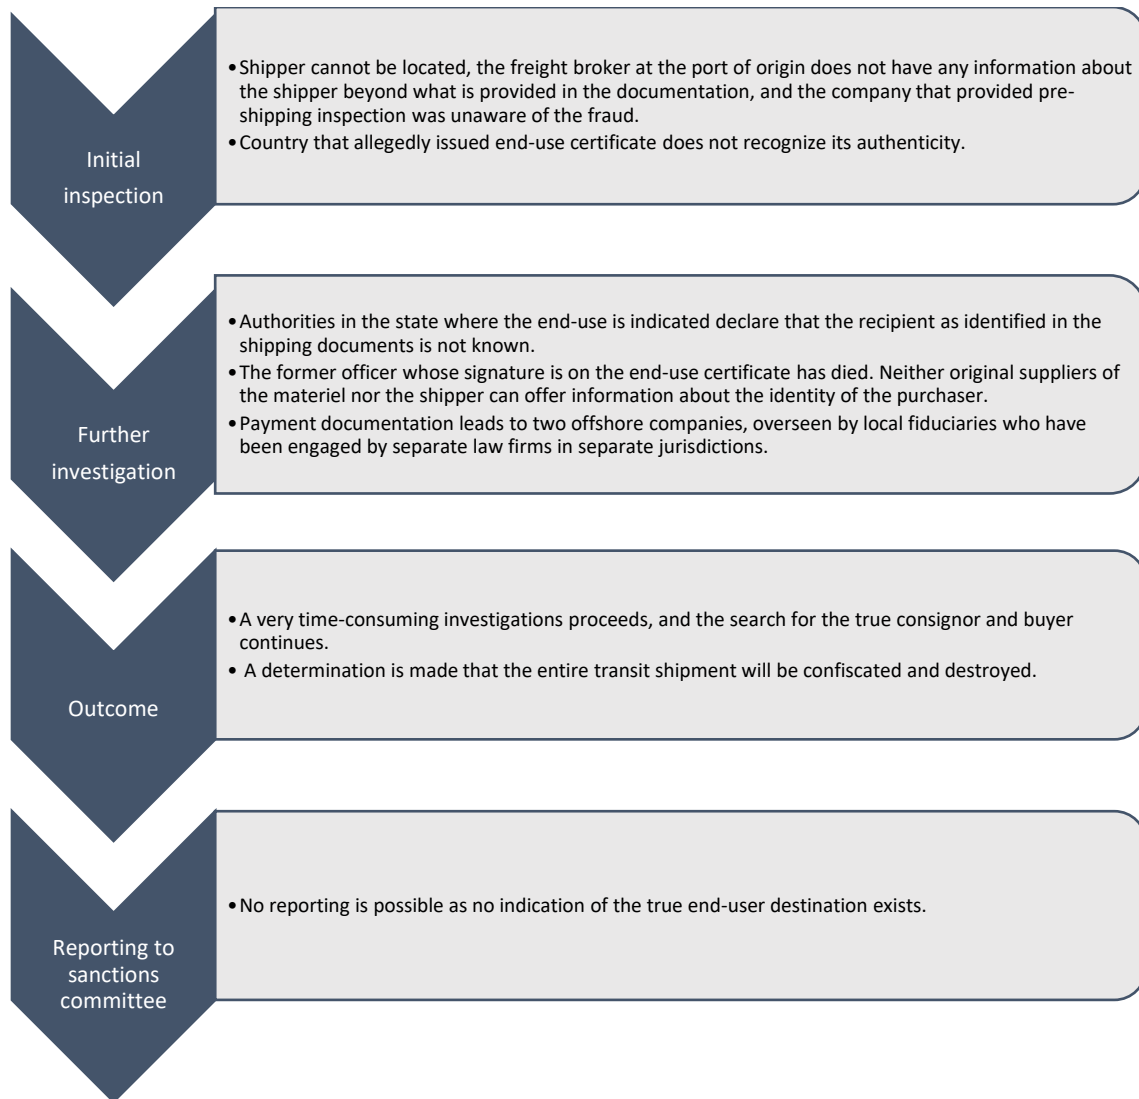 Initial
inspection
•Shipper cannot be located, the freight broker at the port of origin does not have any information about
the shipper beyond what is provided in the documentation, and the company that provided pre-
shipping inspection was unaware of the fraud.
•Country that allegedly issued end-use certificate does not recognize its authenticity.
Further
investigation
•Authorities in the state where the end-use is indicated declare that the recipient as identified in the
shipping documents is not known.
•The former officer whose signature is on the end-use certificate has died. Neither original suppliers of
the materiel nor the shipper can offer information about the identity of the purchaser.
•Payment documentation leads to two offshore companies, overseen by local fiduciaries who have
been engaged by separate law firms in separate jurisdictions.
Outcome
•A very time-consuming investigations proceeds, and the search for the true consignor and buyer
continues.
• A determination is made that the entire transit shipment will be confiscated and destroyed.
Reporting to
sanctions
committee
•No reporting is possible as no indication of the true end-user destination exists.